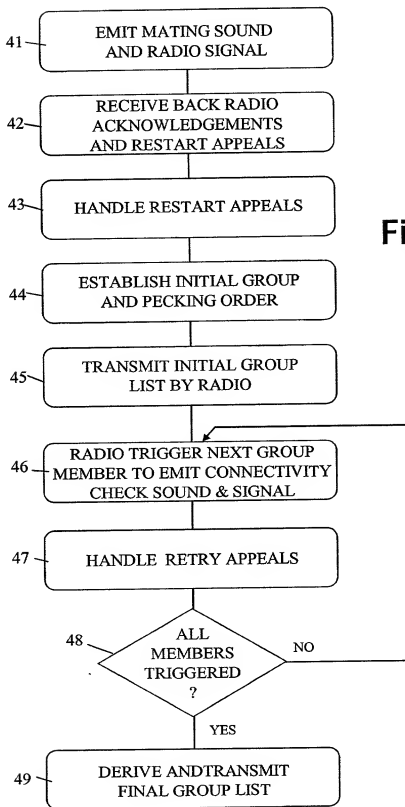 41
EMIT MATING SOUND
AND RADIO SIGNAL
42
RECEIVE BACK RADIO
ACKNOWLEDGEMENTS
AND RESTART APPEALS
43
HANDLE RESTART APPEALS
Fi
44
ESTABLISH INITIAL GROUP
AND PECKING ORDER
45
TRANSMIT INITIAL GROUP
LIST BY RADIO
46
RADIO TRIGGER NEXT GROUP
MEMBER TO EMIT CONNECTIVITY
CHECK SOUND & SIGNAL
47
HANDLE RETRY APPEALS
48
ALL
MEMBERS
TRIGGERED
?
NO
YES
49
DERIVE ANDTRANSMIT
FINAL GROUP LIST